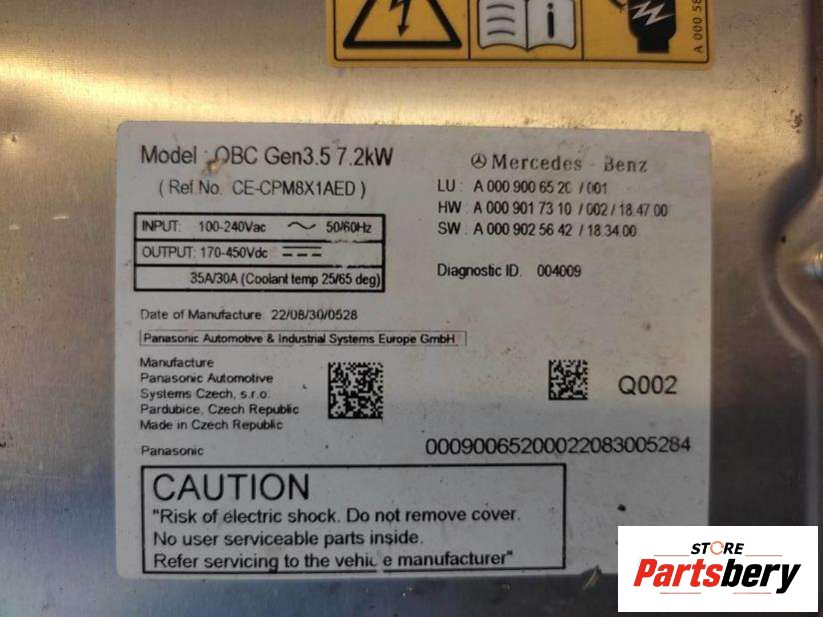 A 000 58
Model : OBC Gen3.5 7.2kW
( Ref No. CE-CPM8X1AED )
INPUT: 100-240Vac ~ 50/60Hz
OUTPUT: 170-450Vdc
35A/30A (Coolant temp 25/65 deg)
Mercedes - Benz
LU : A 000 900 65 20 / 001
HW : A 000 901 73 10 / 002 / 18.47 00
SW : A 000 902 56 42 / 18 34 00
Diagnostic ID. 004009
Date of Manufacture 22/08/30/0528
Panasonic Automotive & Industrial Systems Europe GmbH
Manufacture
Panasonic Automotive
Systems Czech, s.r.o.
Pardubice, Czech Republic
Made in Czech Republic
Panasonic
Q002
00090065200022083005284
CAUTION
"Risk of electric shock. Do not remove cover.
No user serviceable parts inside.
Refer servicing to the vehicle manufacturer"
STORE
Partsbery